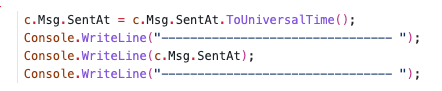 c.Msg.SentAt = c.Msg.SentAt.ToUniversalTime();
Console.WriteLine("-------------------------------- ");
Console.WriteLine(c.Msg.SentAt);
Console.WriteLine("-------------------------------- ");